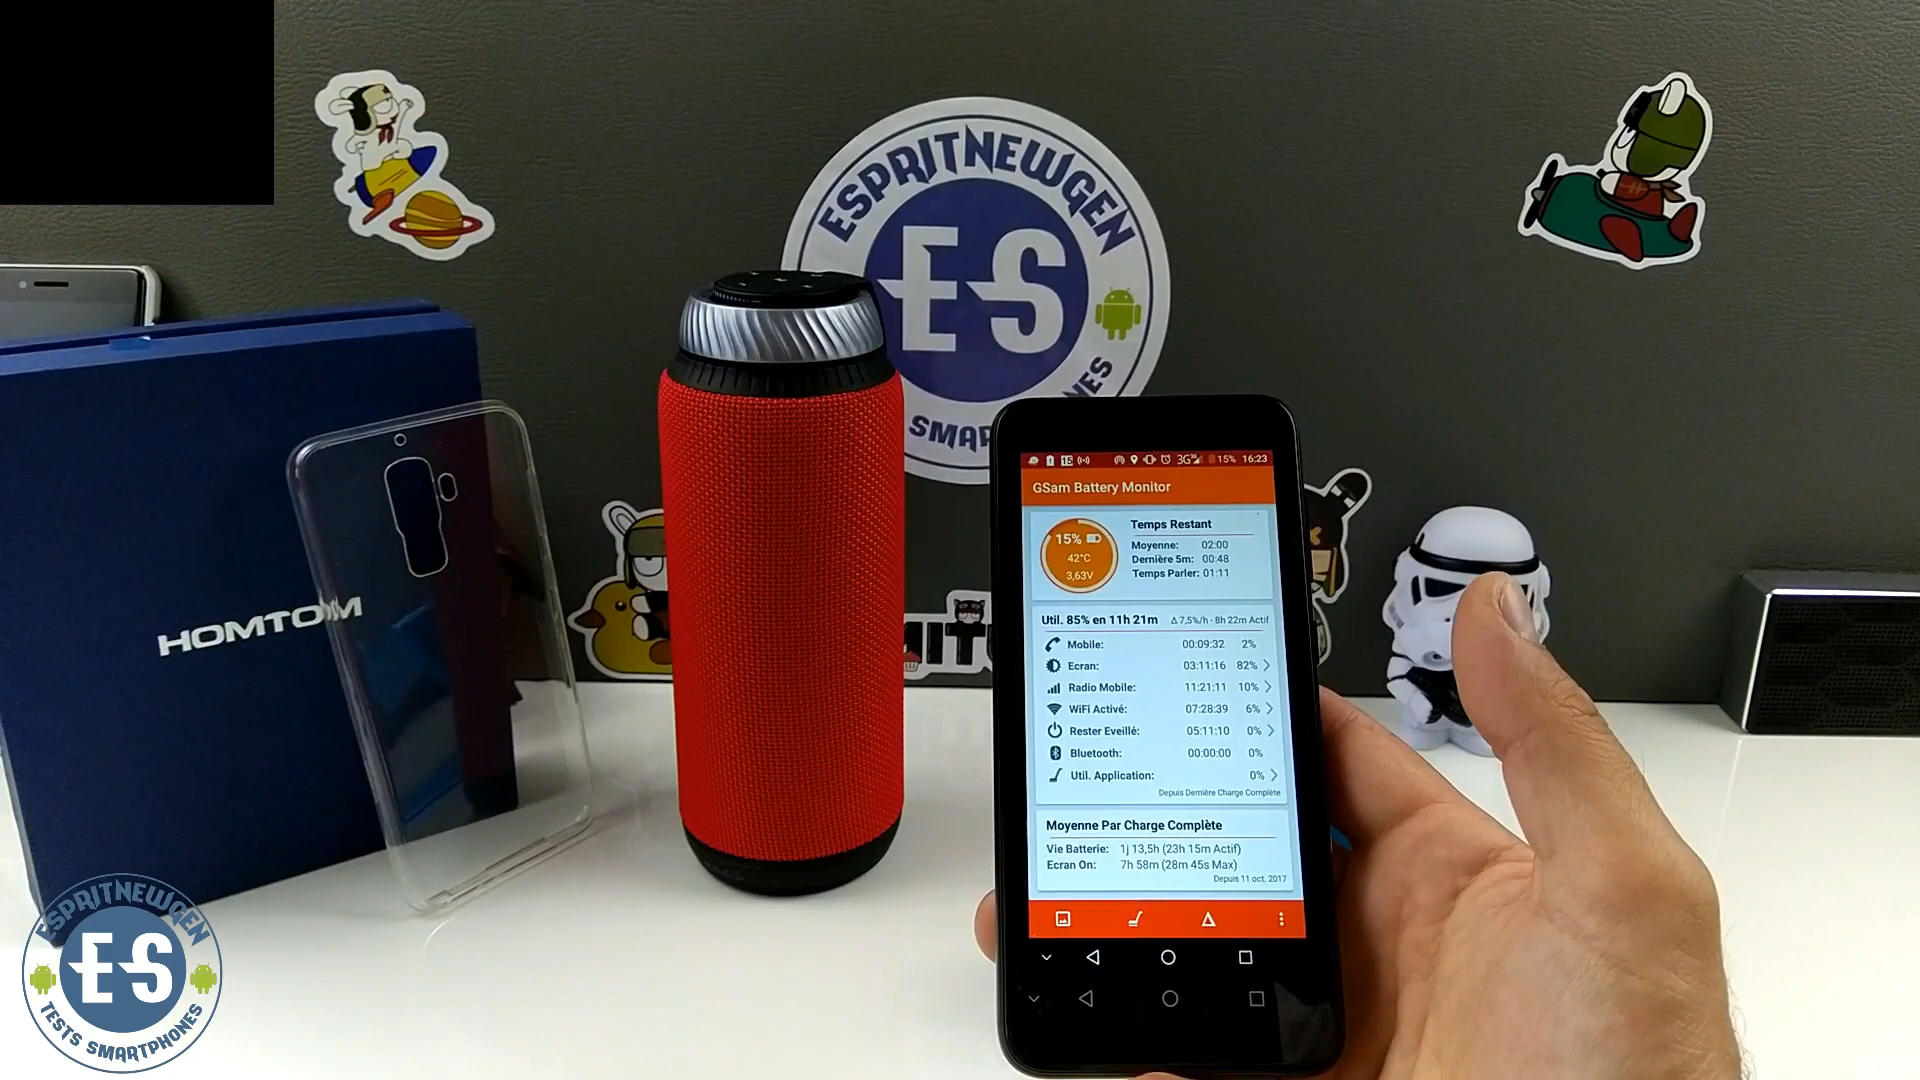 ESPRITNEWGEN
ES
HOMTOM
15
3G
15%
16:23
GSam Battery Monitor
15%
42°C
3,63V
Temps Restant
Moyenne: 02:00
Dernière 5m: 00:48
Temps Parler: 01:11
Util. 85% en 11h 21m Δ 7,5%/h - 8h 22m Actif
Mobile: 00:09:32 2%
Ecran: 03:11:16 82%
Radio Mobile: 11:21:11 10%
WiFi Activé: 07:28:39 6%
Rester Eveillé: 05:11:10 0%
Bluetooth: 00:00:00 0%
Util. Application: 0%
Depuis Dernière Charge Complète
Moyenne Par Charge Complète
Vie Batterie: 1j 13,5h (23h 15m Actif)
Ecran On: 7h 58m (28m 45s Max)
Depuis 11 oct. 2017
ESPRITNEWGEN
ES
TESTS SMARTPHONES